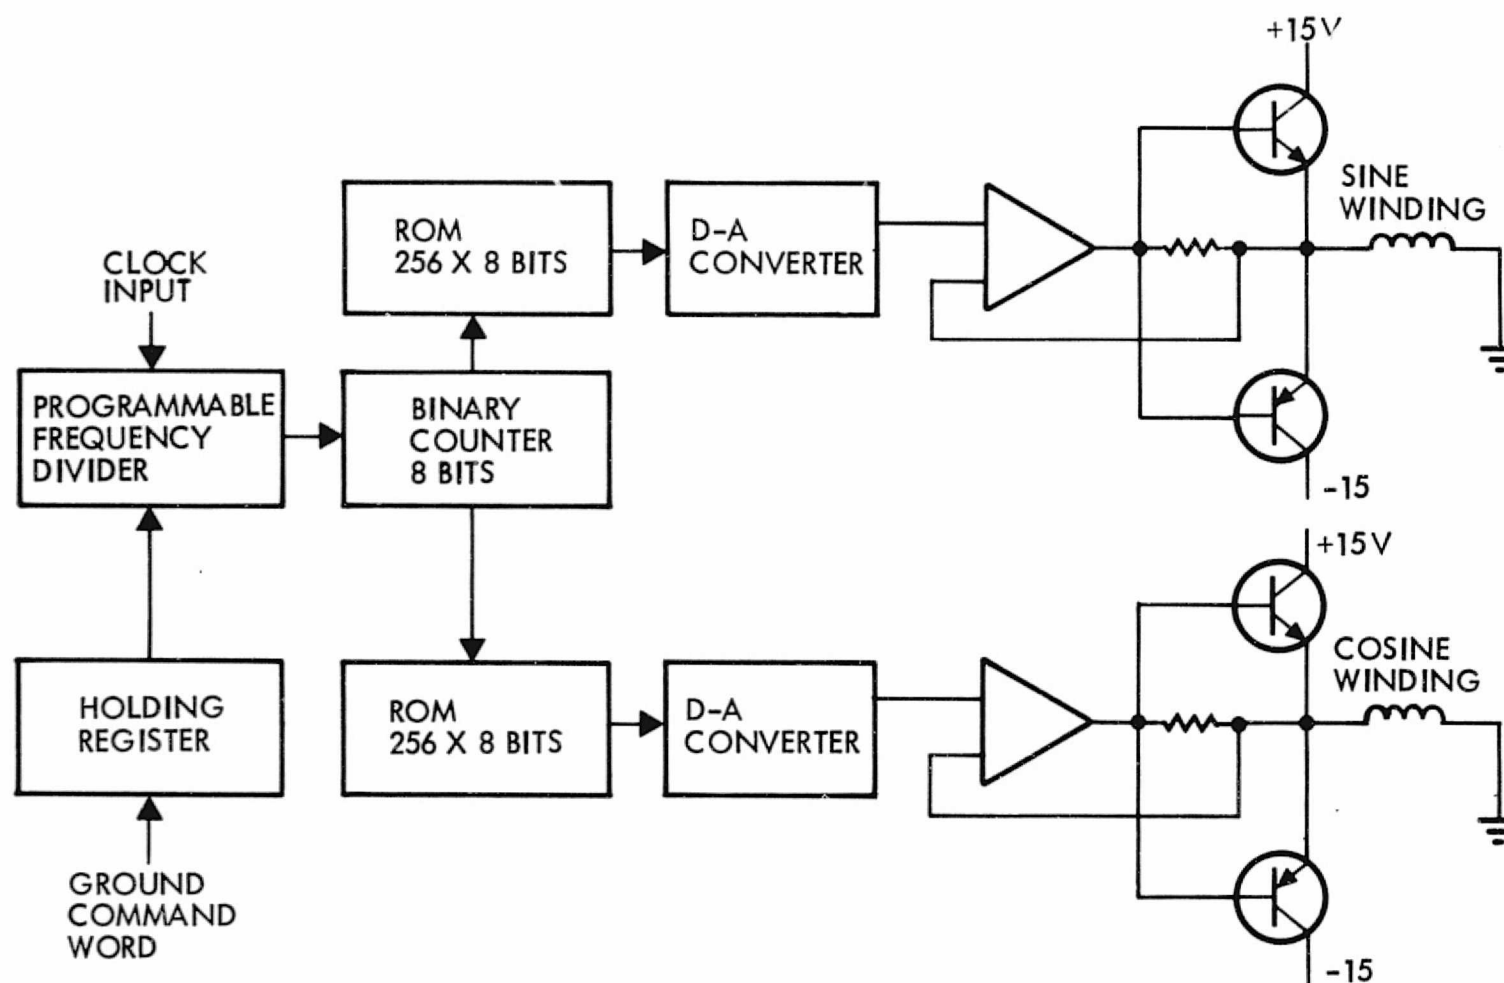 +15V
SINE
WINDING
ROM
256 X 8 BITS
D-A
CONVERTER
CLOCK
INPUT
PROGRAMMABLE
FREQUENCY
DIVIDER
BINARY
COUNTER
8 BITS
-15
+15V
COSINE
WINDING
HOLDING
REGISTER
ROM
256 X 8 BITS
D-A
CONVERTER
GROUND
COMMAND
WORD
-15